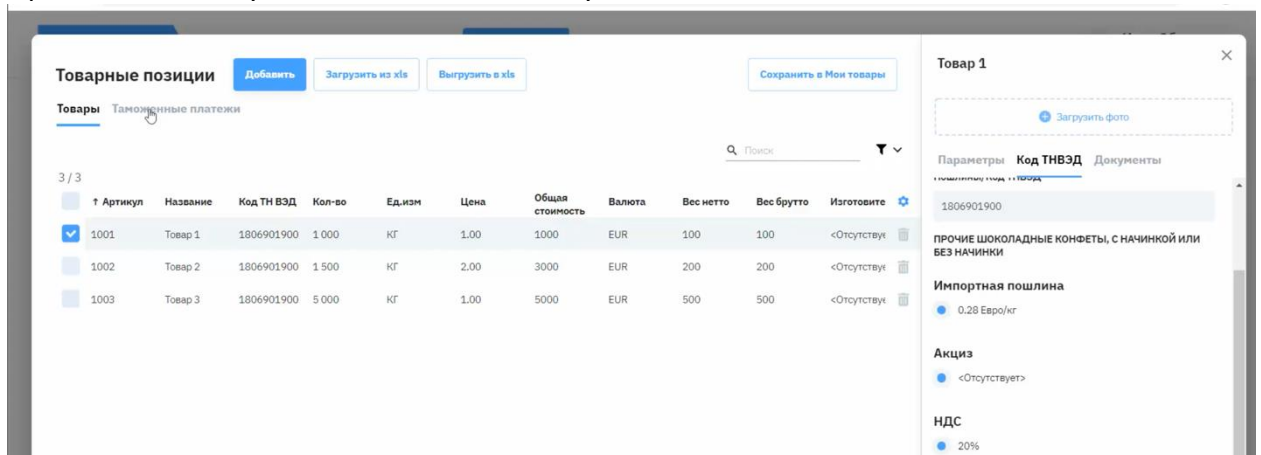 Товарные позиции
Добавить
Загрузить из xls
Выгрузить в xls
Сохранить в Мои товары
Товары Таможенные платежи
Поиск
3 / 3
↑ Артикул Название Код ТН ВЭД Кол-во Ед.изм Цена Общая стоимость Валюта Вес нетто Вес брутто Изготовите
1001 Товар 1 1806901900 1 000 КГ 1.00 1000 EUR 100 100 <Отсутствуе
1002 Товар 2 1806901900 1 500 КГ 2.00 3000 EUR 200 200 <Отсутствуе
1003 Товар 3 1806901900 5 000 КГ 1.00 5000 EUR 500 500 <Отсутствуе
Товар 1
Загрузить фото
Параметры Код ТНВЭД Документы
1806901900
ПРОЧИЕ ШОКОЛАДНЫЕ КОНФЕТЫ, С НАЧИНКОЙ ИЛИ
БЕЗ НАЧИНКИ
Импортная пошлина
0.28 Евро/кг
Акциз
<Отсутствует>
НДС
20%